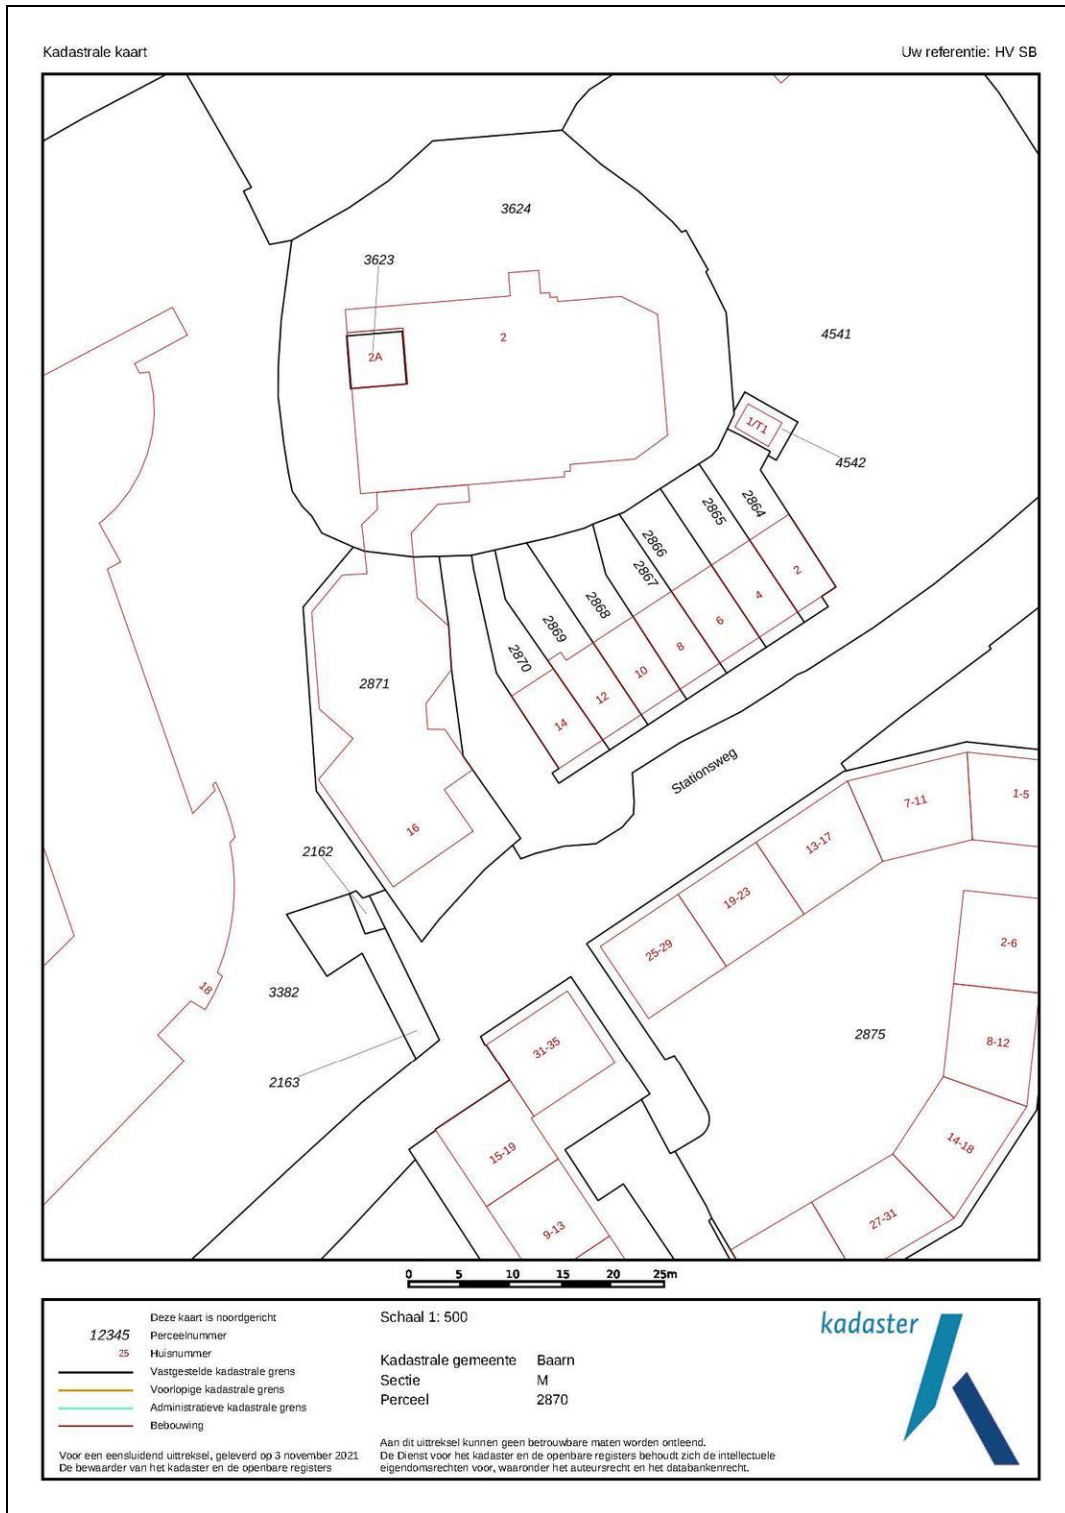 Kadastrale kaart
Uw referentie: HV SB
3624
3623
2
2A
4541
1/T1
4542
2864
2865
2866
2867
2868
2869
2870
2
4
6
8
10
12
14
2871
16
Stationsweg
2162
3382
18
2163
1-5
7-11
13-17
19-23
25-29
2-6
8-12
2875
31-35
14-18
15-19
27-31
9-13
0 5 10 15 20 25m
Deze kaart is noordgericht
12345 Perceelnummer
25 Huisnummer
Vastgestelde kadastrale grens
Voorlopige kadastrale grens
Administratieve kadastrale grens
Bebouwing
Voor een eensluidend uittreksel, geleverd op 3 november 2021
De bewaarder van het kadaster en de openbare registers
Schaal 1: 500
Kadastrale gemeente Baarn
Sectie M
Perceel 2870
Aan dit uittreksel kunnen geen betrouwbare maten worden ontleend.
De Dienst voor het kadaster en de openbare registers behoudt zich de intellectuele
eigendomsrechten voor, waaronder het auteursrecht en het databankenrecht.
kadaster